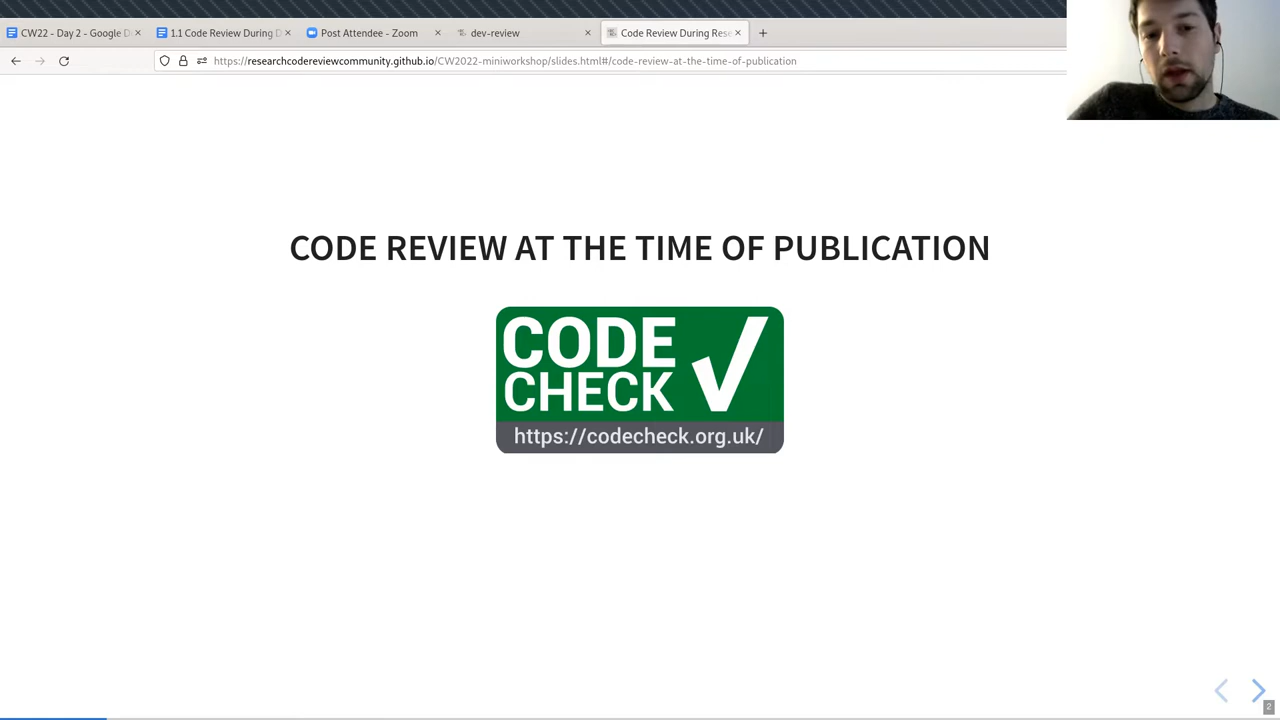 CW22 - Day 2 - Google D
1.1 Code Review During D
Post Attendee - Zoom
dev-review
Code Review During Rese
https://researchcodereviewcommunity.github.io/CW2022-miniworkshop/slides.html#/code-review-at-the-time-of-publication
CODE REVIEW AT THE TIME OF PUBLICATION
CODE
CHECK
https://codecheck.org.uk/
2